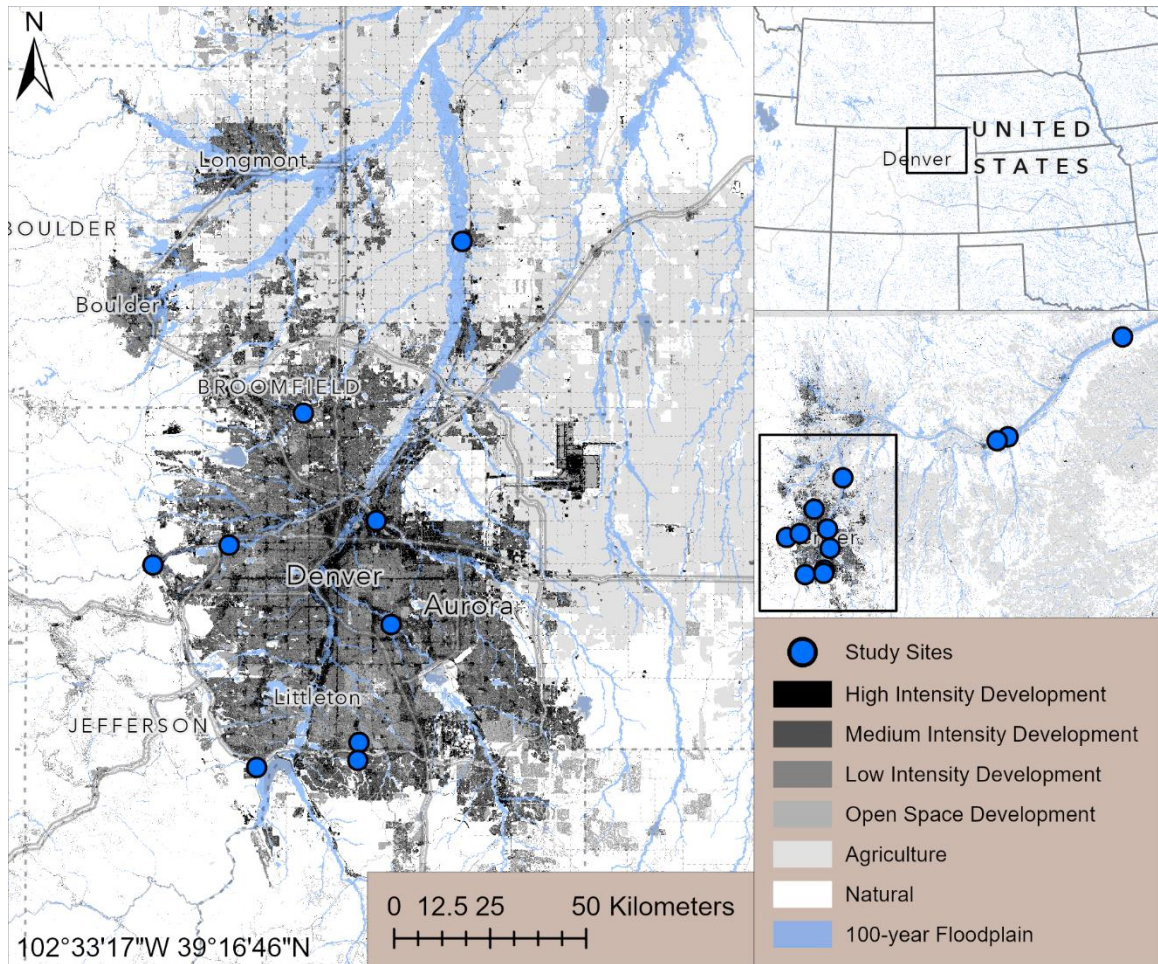 N
Longmont
BOULDER
Boulder
BROOMFIELD
Denver
Aurora
Littleton
JEFFERSON
0 12.5 25 50 Kilometers
102°33'17"W 39°16'46"N
UNITED
Denver
STATES
Study Sites
High Intensity Development
Medium Intensity Development
Low Intensity Development
Open Space Development
Agriculture
Natural
100-year Floodplain